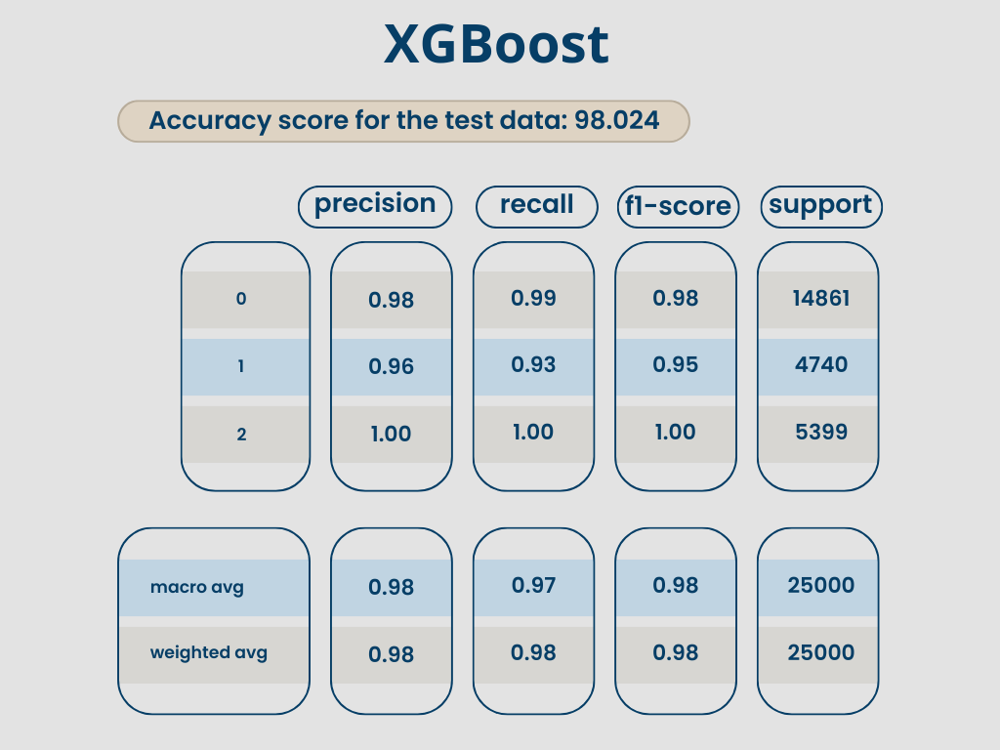 XGBoost
Accuracy score for the test data: 98.024
precision recall f1-score support
0 0.98 0.99 0.98 14861
1 0.96 0.93 0.95 4740
2 1.00 1.00 1.00 5399
macro avg 0.98 0.97 0.98 25000
weighted avg 0.98 0.98 0.98 25000